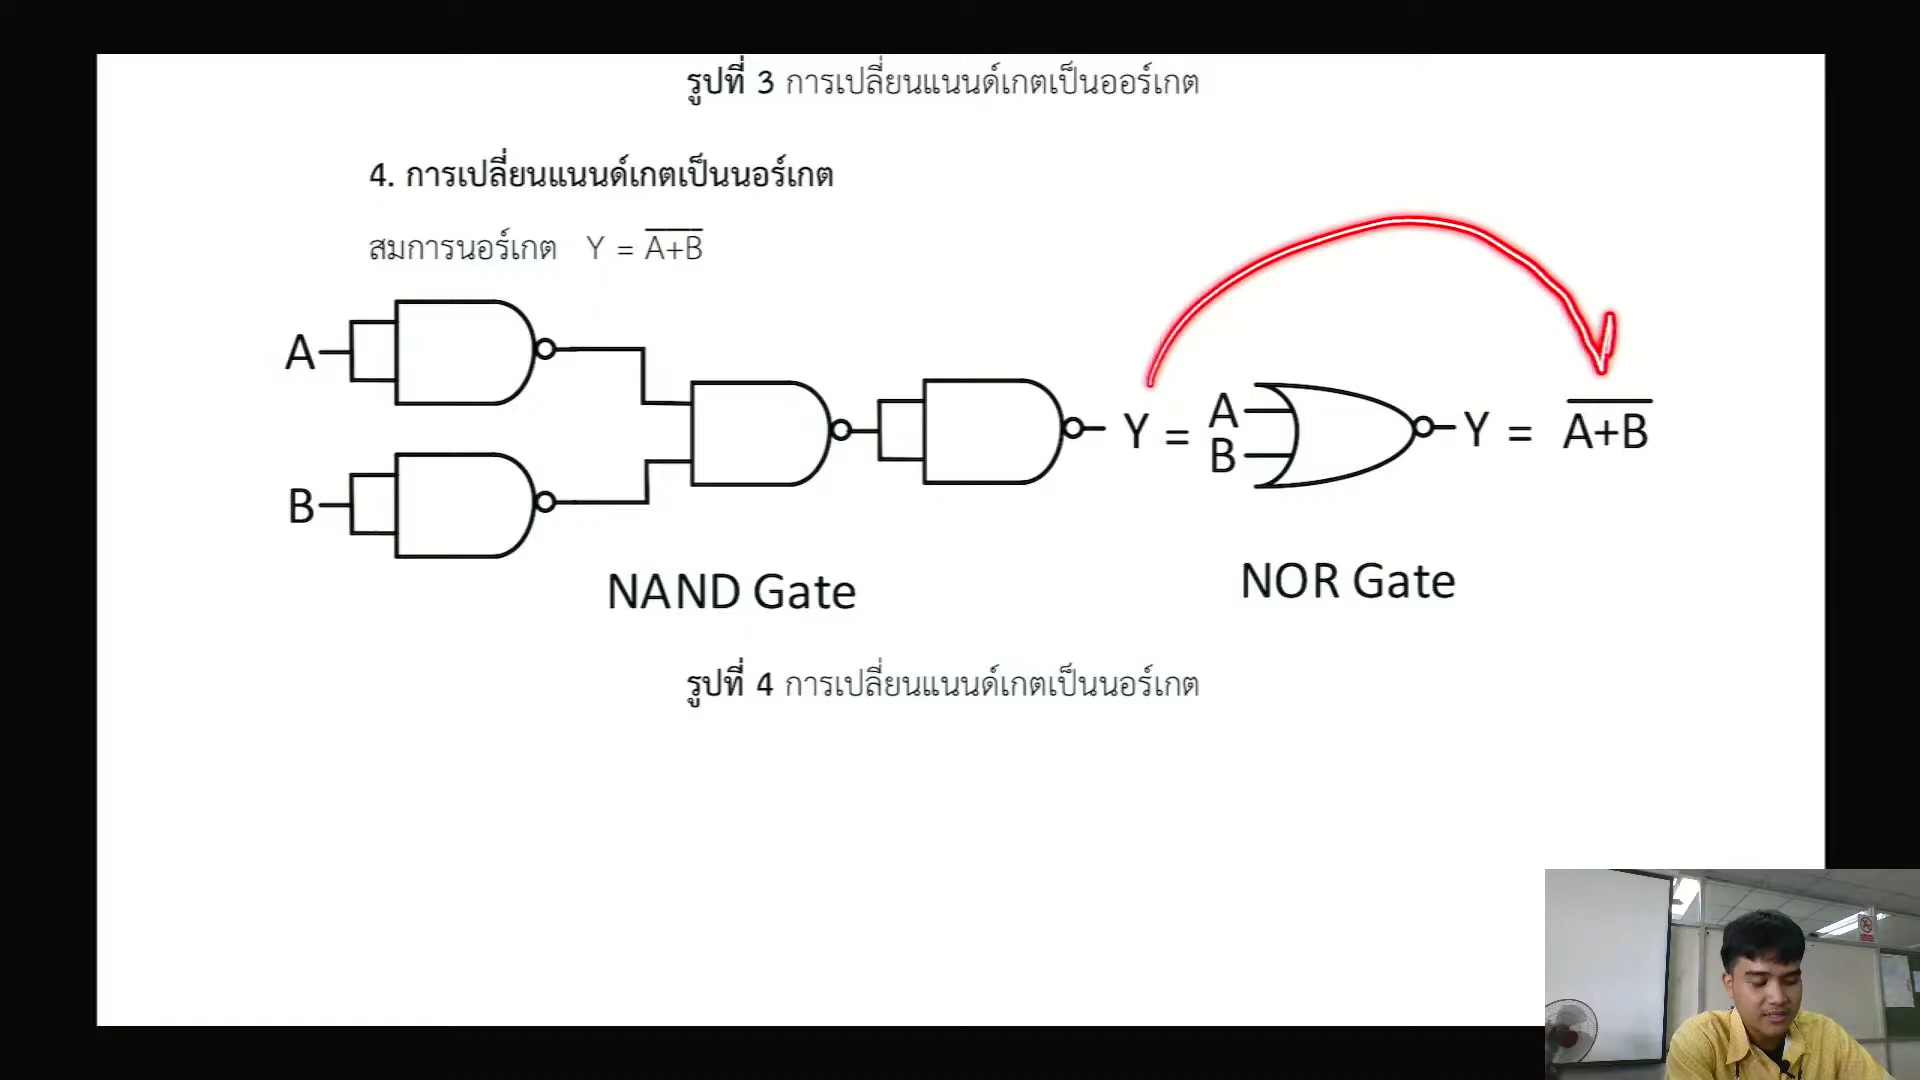 รูปที่ 3 การเปลี่ยนแนนด์เกตเป็นออร์เกต
4. การเปลี่ยนแนนด์เกตเป็นนอร์เกต
สมการนอร์เกต Y = A̅+̅B̅
A
B
Y =
A
B
Y = A̅+̅B̅
NAND Gate
NOR Gate
รูปที่ 4 การเปลี่ยนแนนด์เกตเป็นนอร์เกต